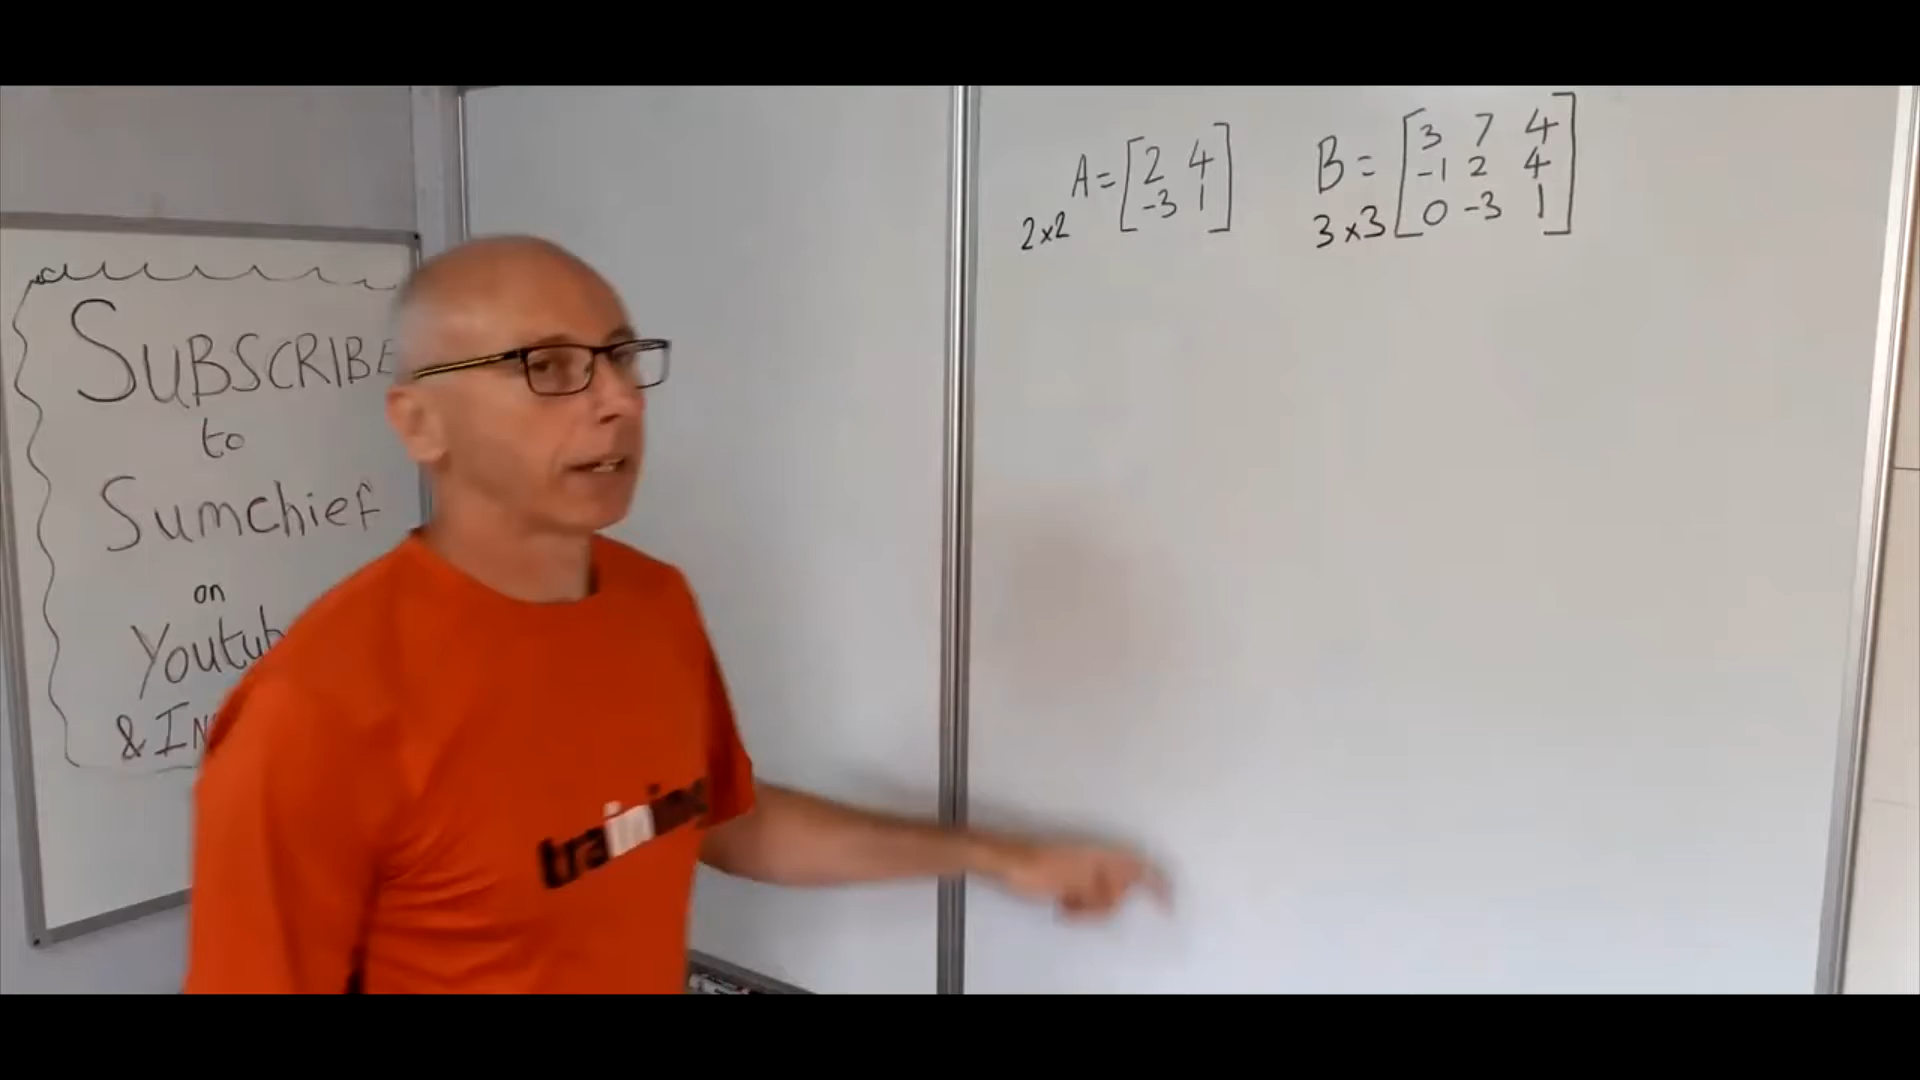 SUBSCRIBE
to
Sumchief
on
&
training
A = [2 4
-3 1]
2x2
B = [3 7 4
-1 2 4
0 -3 1]
3x3